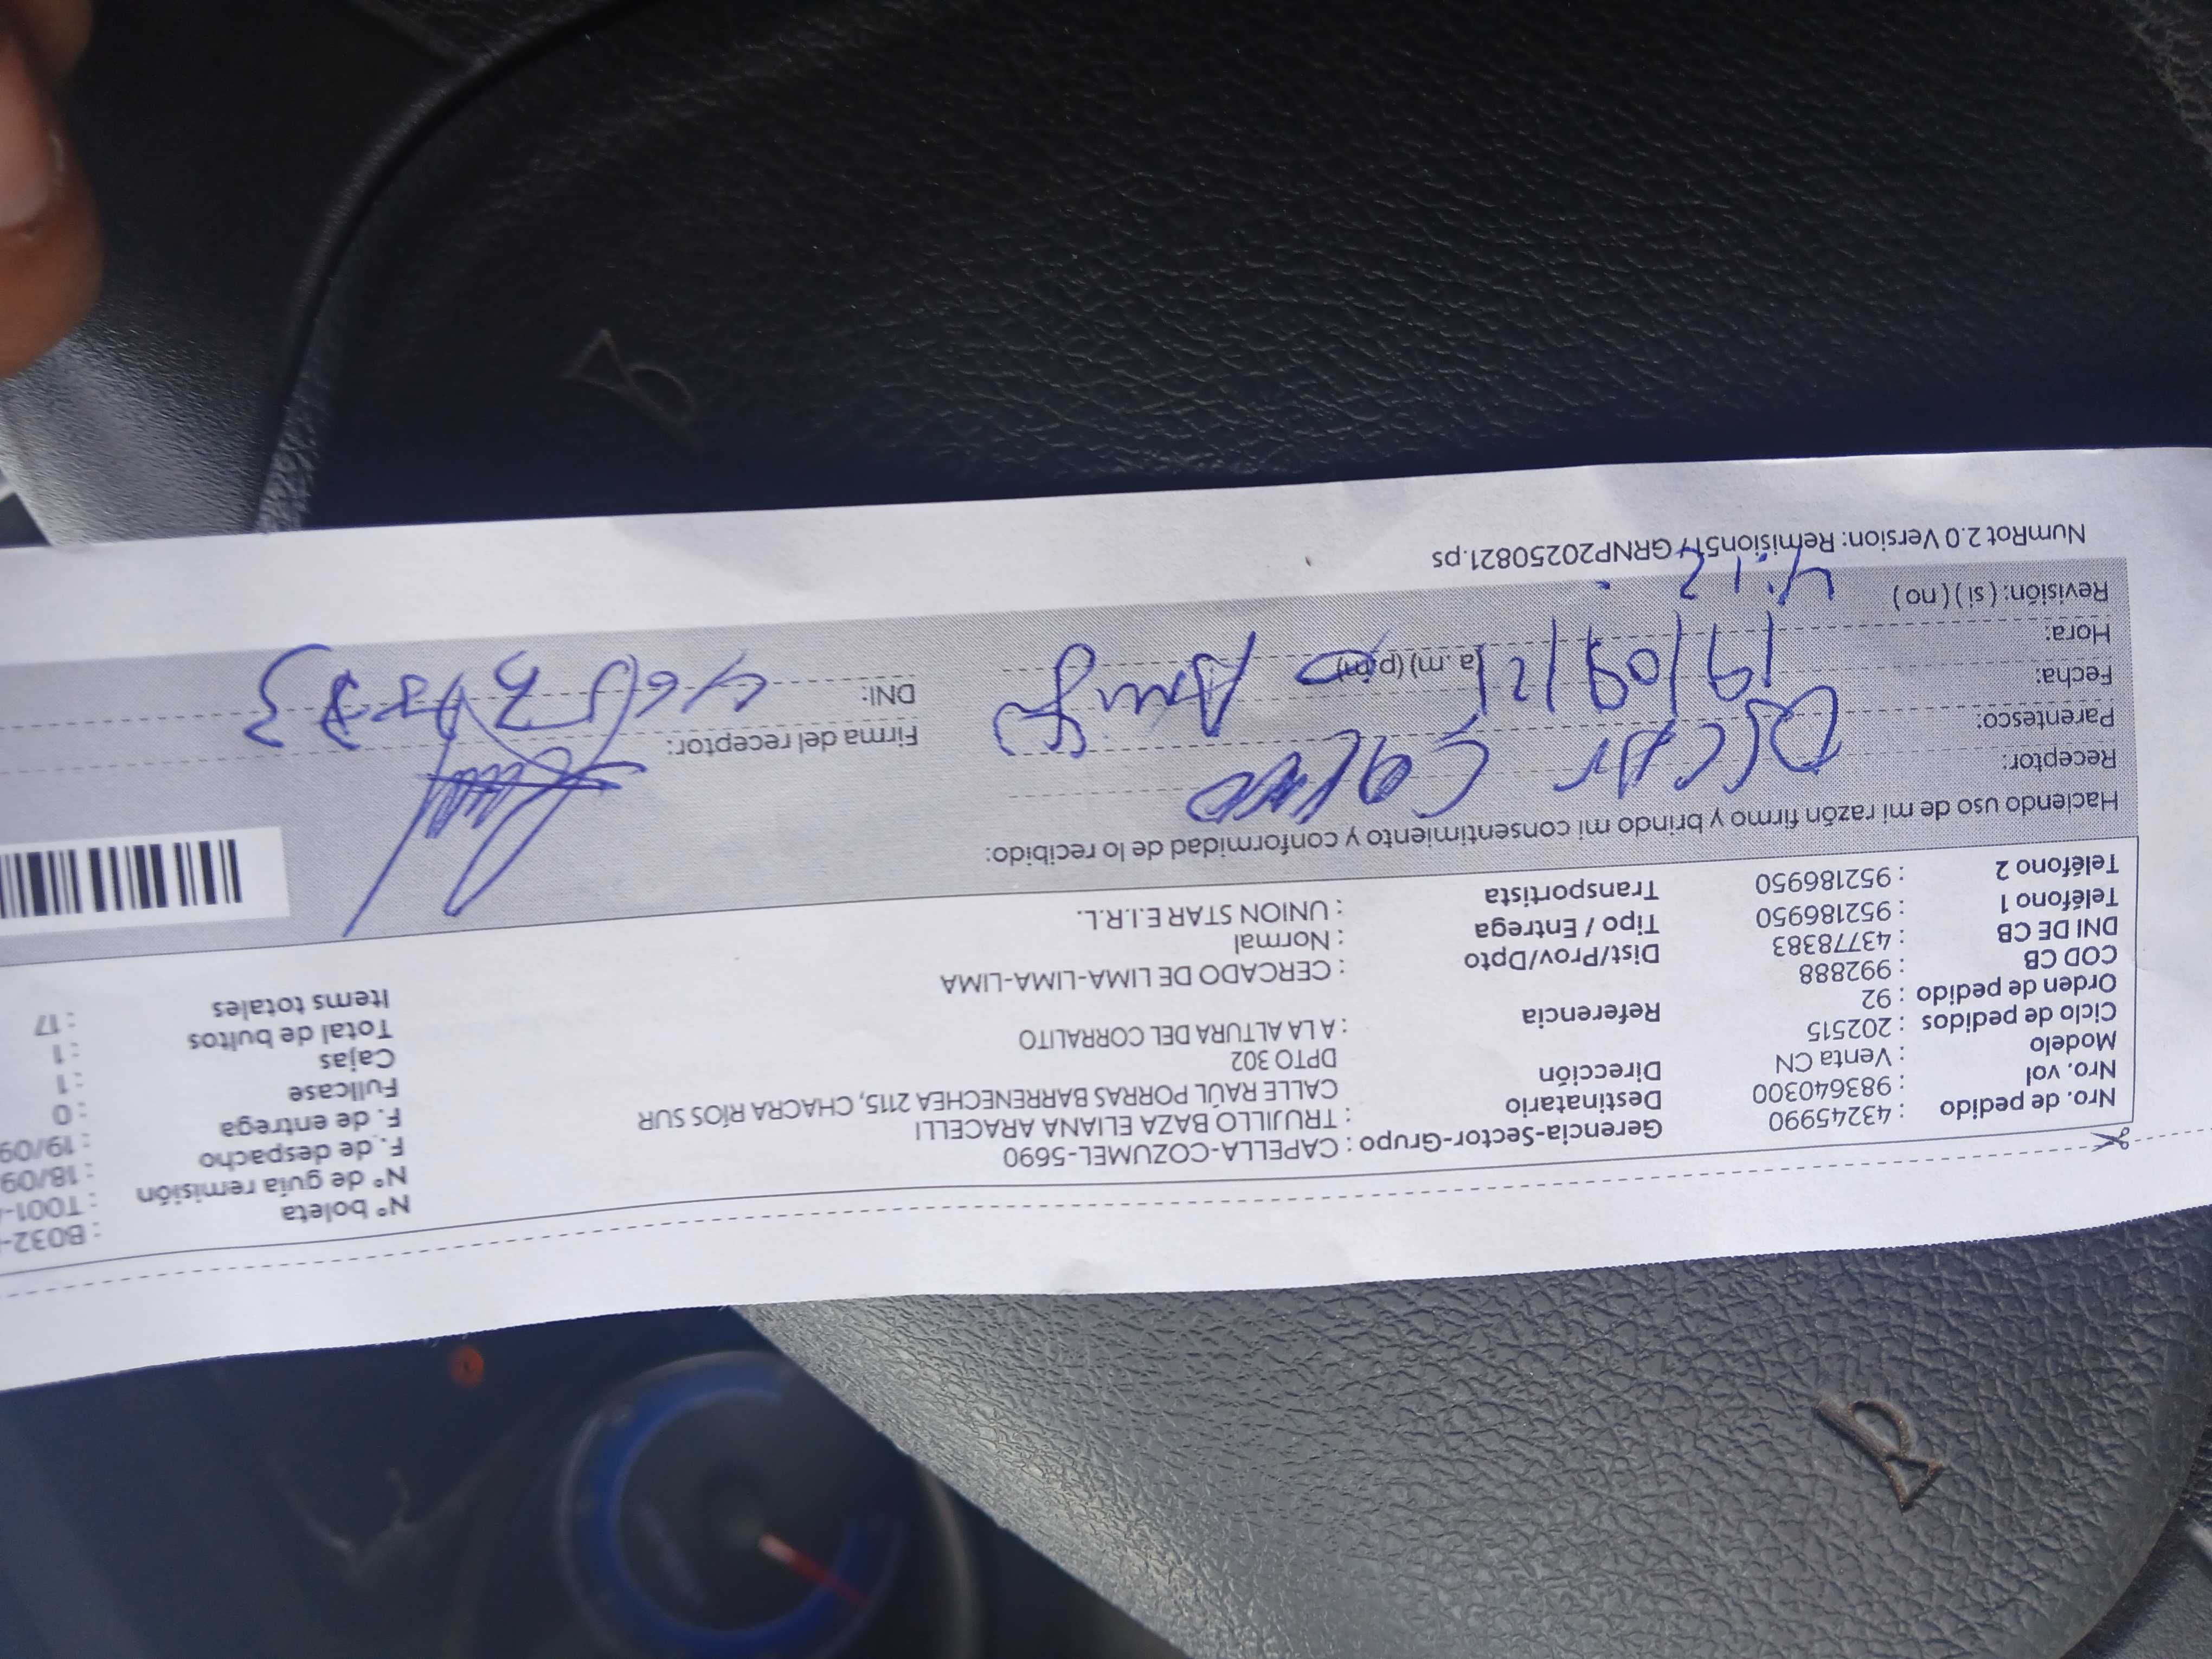 Nro. de pedido : 43245990 Gerencia-Sector-Grupo : CAPELLA-COZUMEL-5690 N° boleta : B032-
Nro. vol : 983640300 Destinatario : TRUJILLO BAZA ELIANA ARACELLI N° de guía remisión : T001-
Modelo : Venta CN Dirección CALLE RAÚL PORRAS BARRENECHEA 2115, CHACRA RÍOS SUR F. de despacho : 18/09
DPTO 302
Ciclo de pedidos : 202515 Referencia : A LA ALTURA DEL CORRALITO F. de entrega : 19/09
Orden de pedido : 92 Fullcase : 0
COD CB : 992888 Dist/Prov/Dpto : CERCADO DE LIMA-LIMA-LIMA Cajas : 1
DNI DE CB : 43778383 Tipo / Entrega : Normal Total de bultos : 1
Teléfono 1 : 952186950 Transportista : UNION STAR E.I.R.L. Items totales : 17
Teléfono 2 : 952186950
Haciendo uso de mi razón firmo y brindo mi consentimiento y conformidad de lo recibido:
Receptor: Oscar
Parentesco: Firma del receptor:
Fecha: 19/09/2 DNI:
Hora: 4:12 (a. m) (p.m)
Revisión: (si) (no)
NumRot 2.0 Version: Remision517GRNP20250821.ps